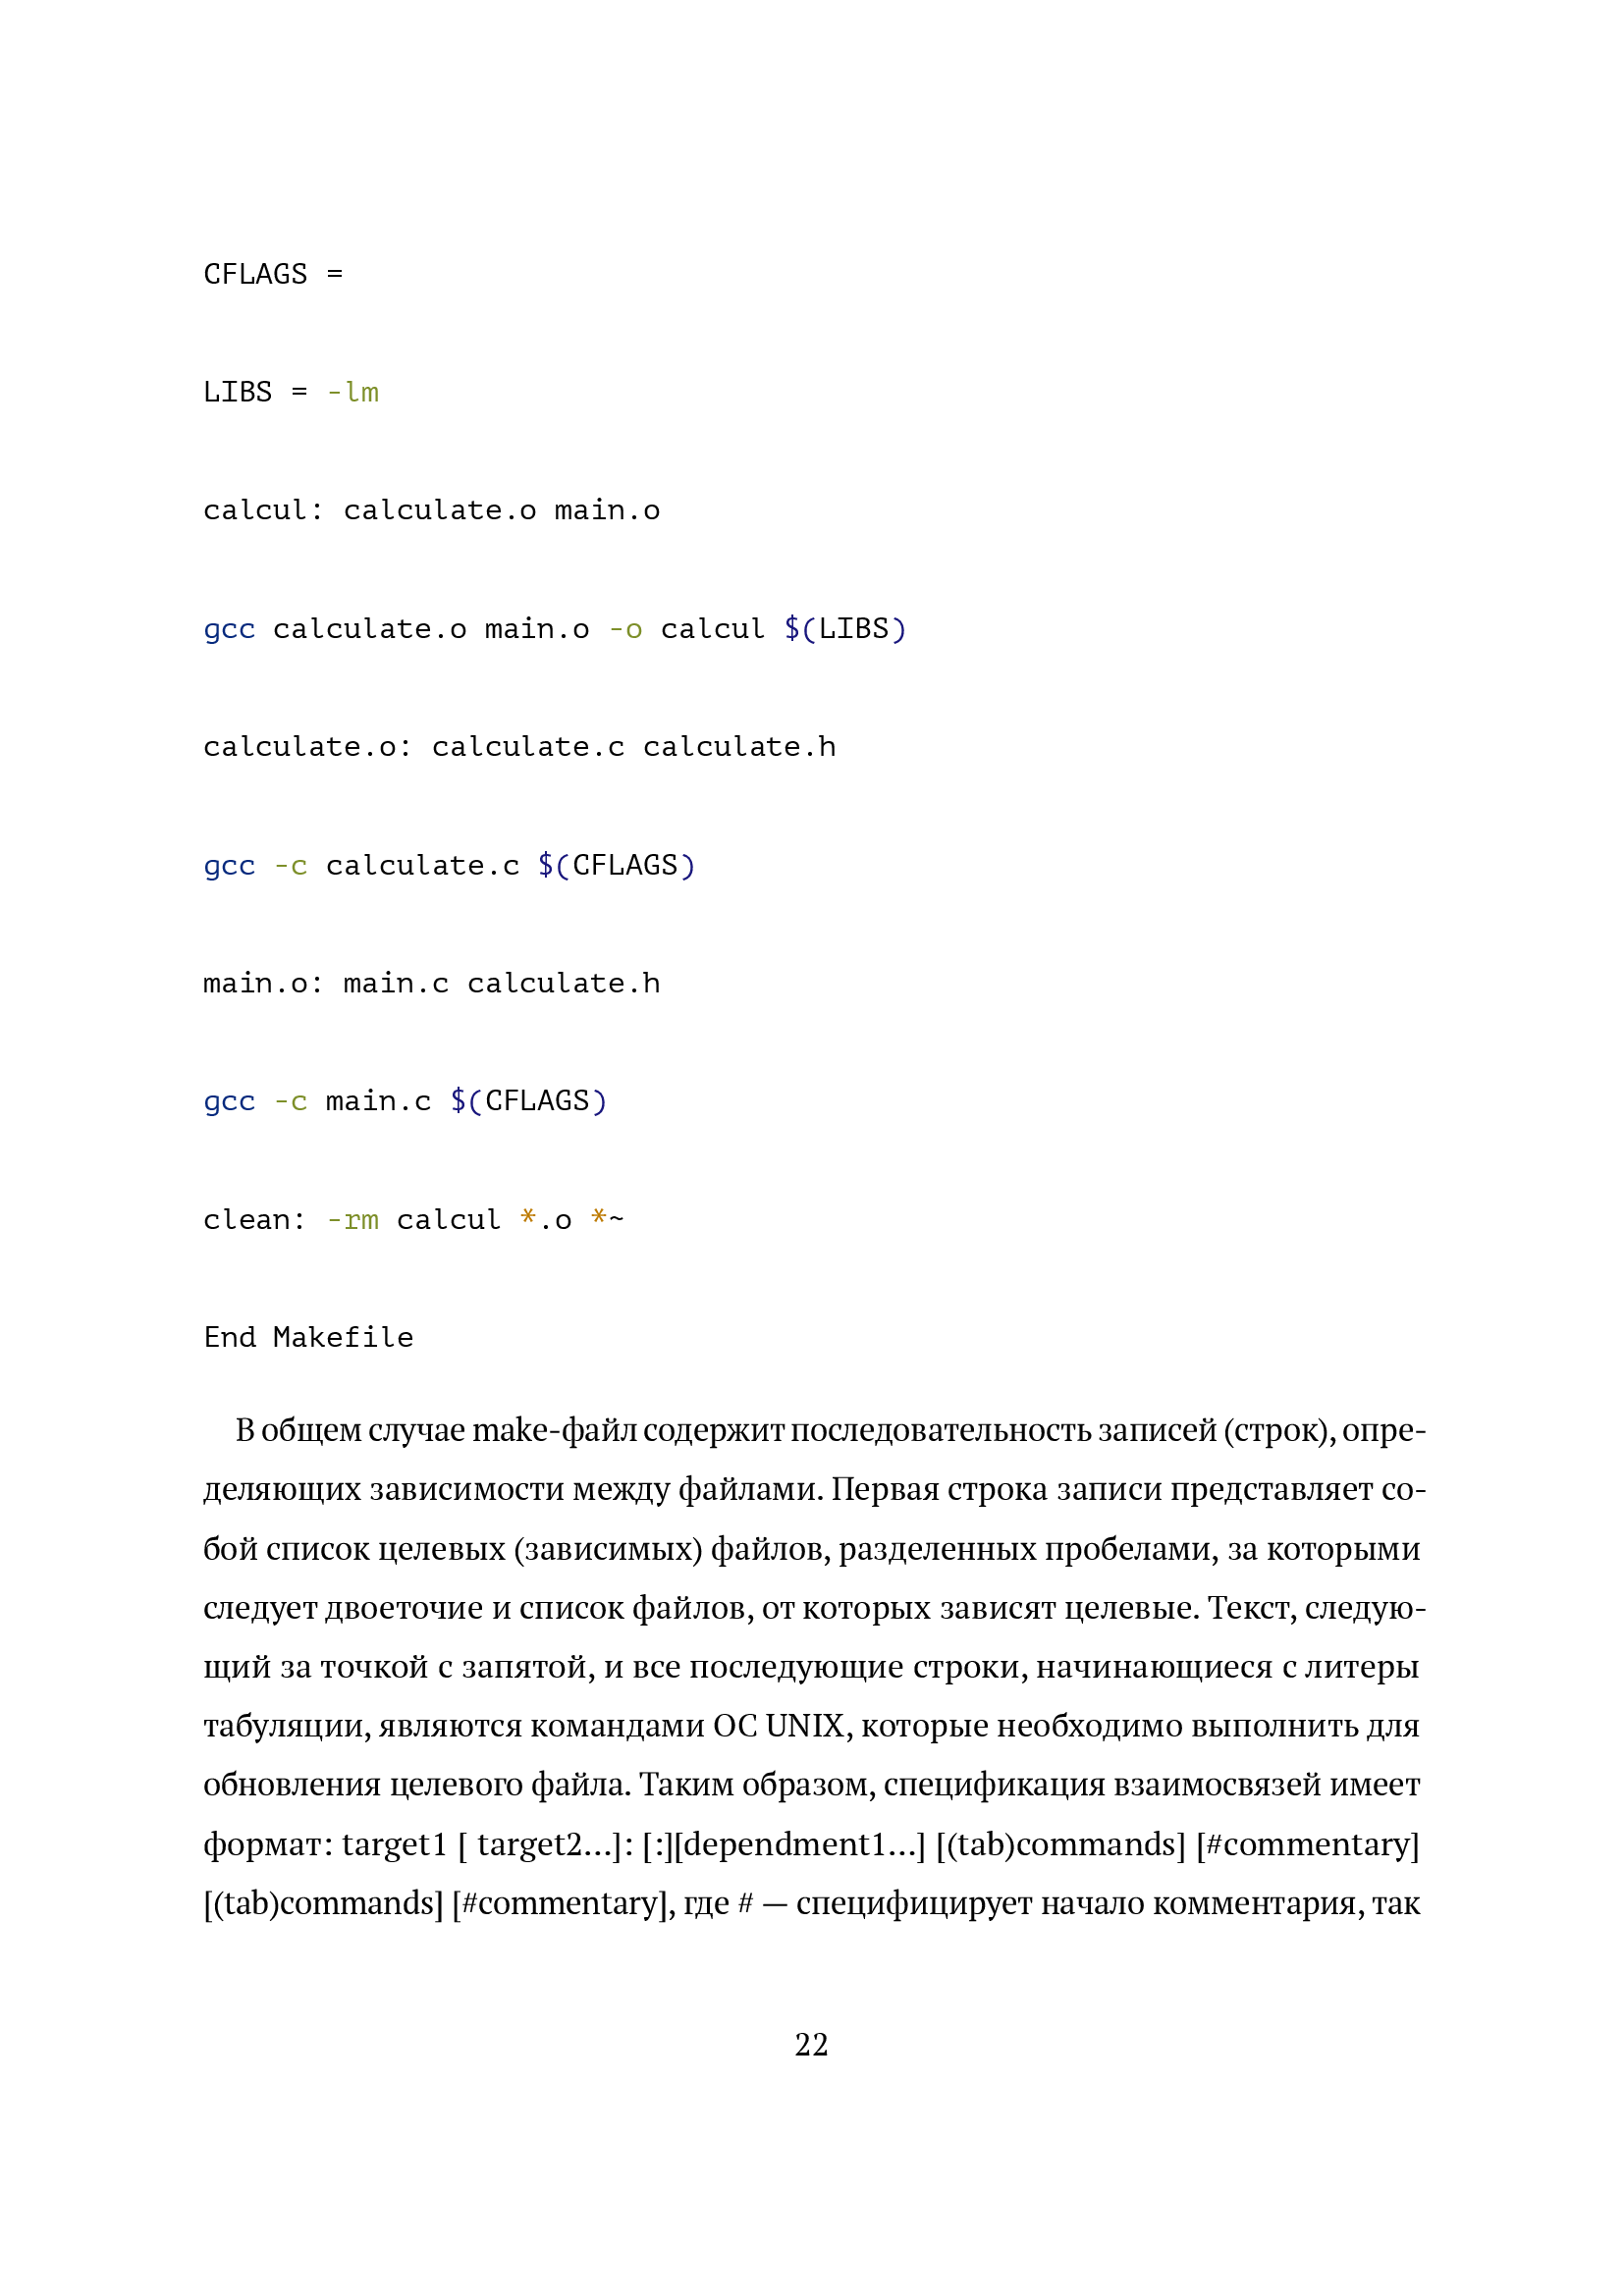 CFLAGS =
LIBS = -lm
calcul: calculate.o main.o
gcc calculate.o main.o -o calcul $(LIBS)
calculate.o: calculate.c calculate.h
gcc -c calculate.c $(CFLAGS)
main.o: main.c calculate.h
gcc -c main.c $(CFLAGS)
clean: -rm calcul *.o *~
End Makefile
В общем случае make-файл содержит последовательность записей (строк), опре-
деляющих зависимости между файлами. Первая строка записи представляет со-
бой список целевых (зависимых) файлов, разделенных пробелами, за которыми
следует двоеточие и список файлов, от которых зависят целевые. Текст, следую-
щий за точкой с запятой, и все последующие строки, начинающиеся с литеры
табуляции, являются командами ОС UNIX, которые необходимо выполнить для
обновления целевого файла. Таким образом, спецификация взаимосвязей имеет
формат: target1 [ target2…]: [:][dependment1…] [(tab)commands] [#commentary]
[(tab)commands] [#commentary], где # — специфицирует начало комментария, так
22